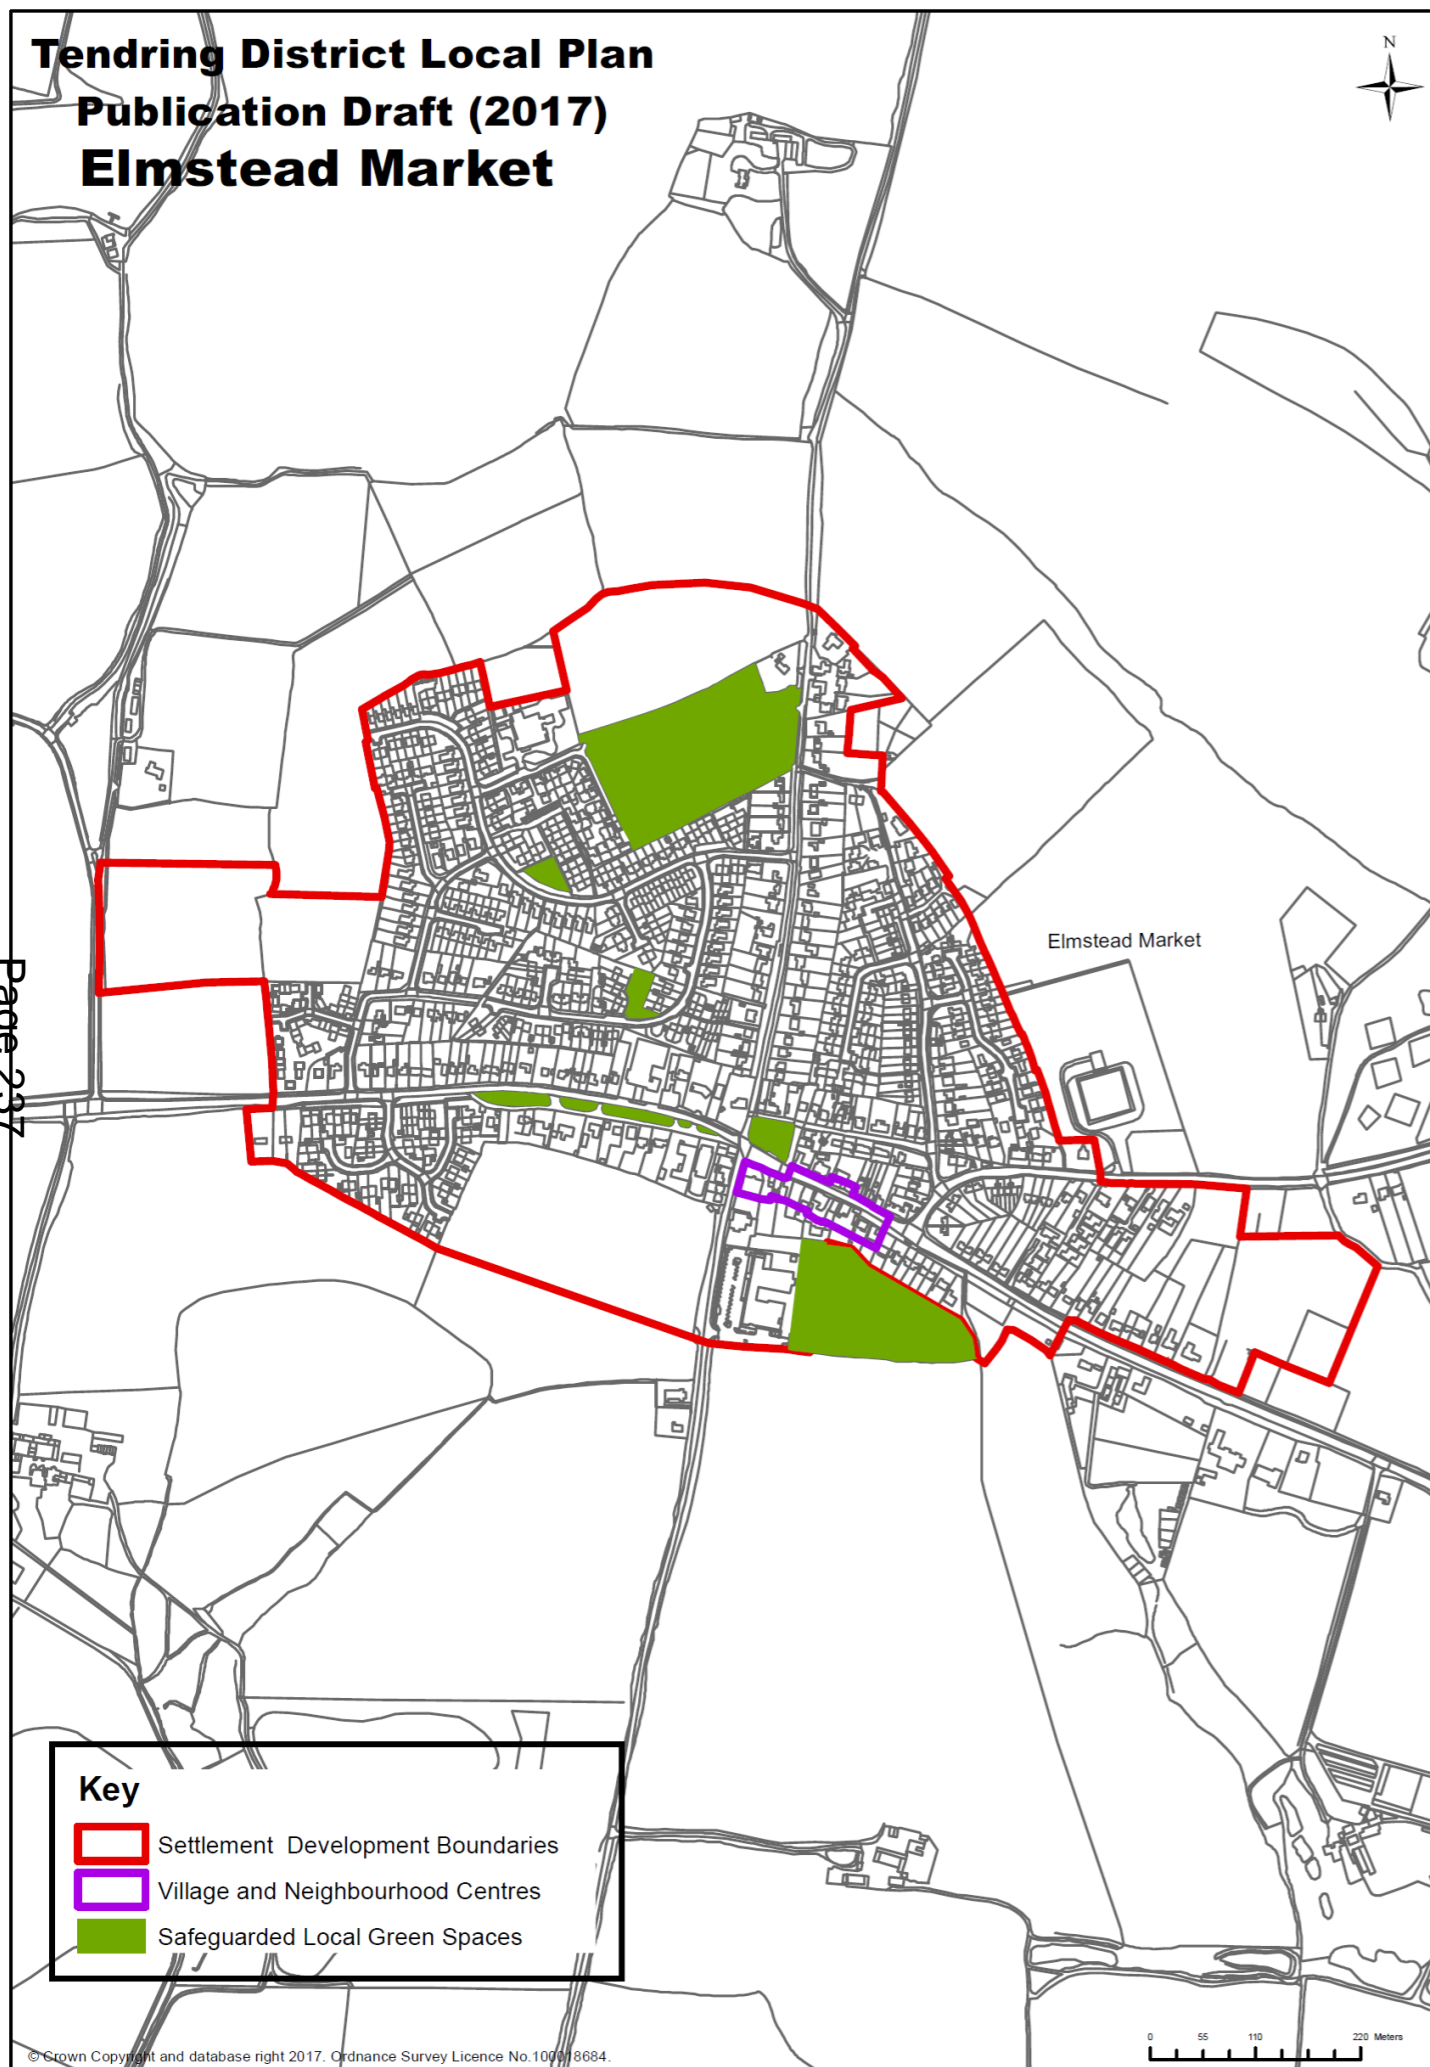 Tendring District Local Plan
Publication Draft (2017)
Elmstead Market
N
Elmstead Market
Page 237
Key
Settlement Development Boundaries
Village and Neighbourhood Centres
Safeguarded Local Green Spaces
0 55 110 220 Meters
© Crown Copyright and database right 2017. Ordnance Survey Licence No.100018684.